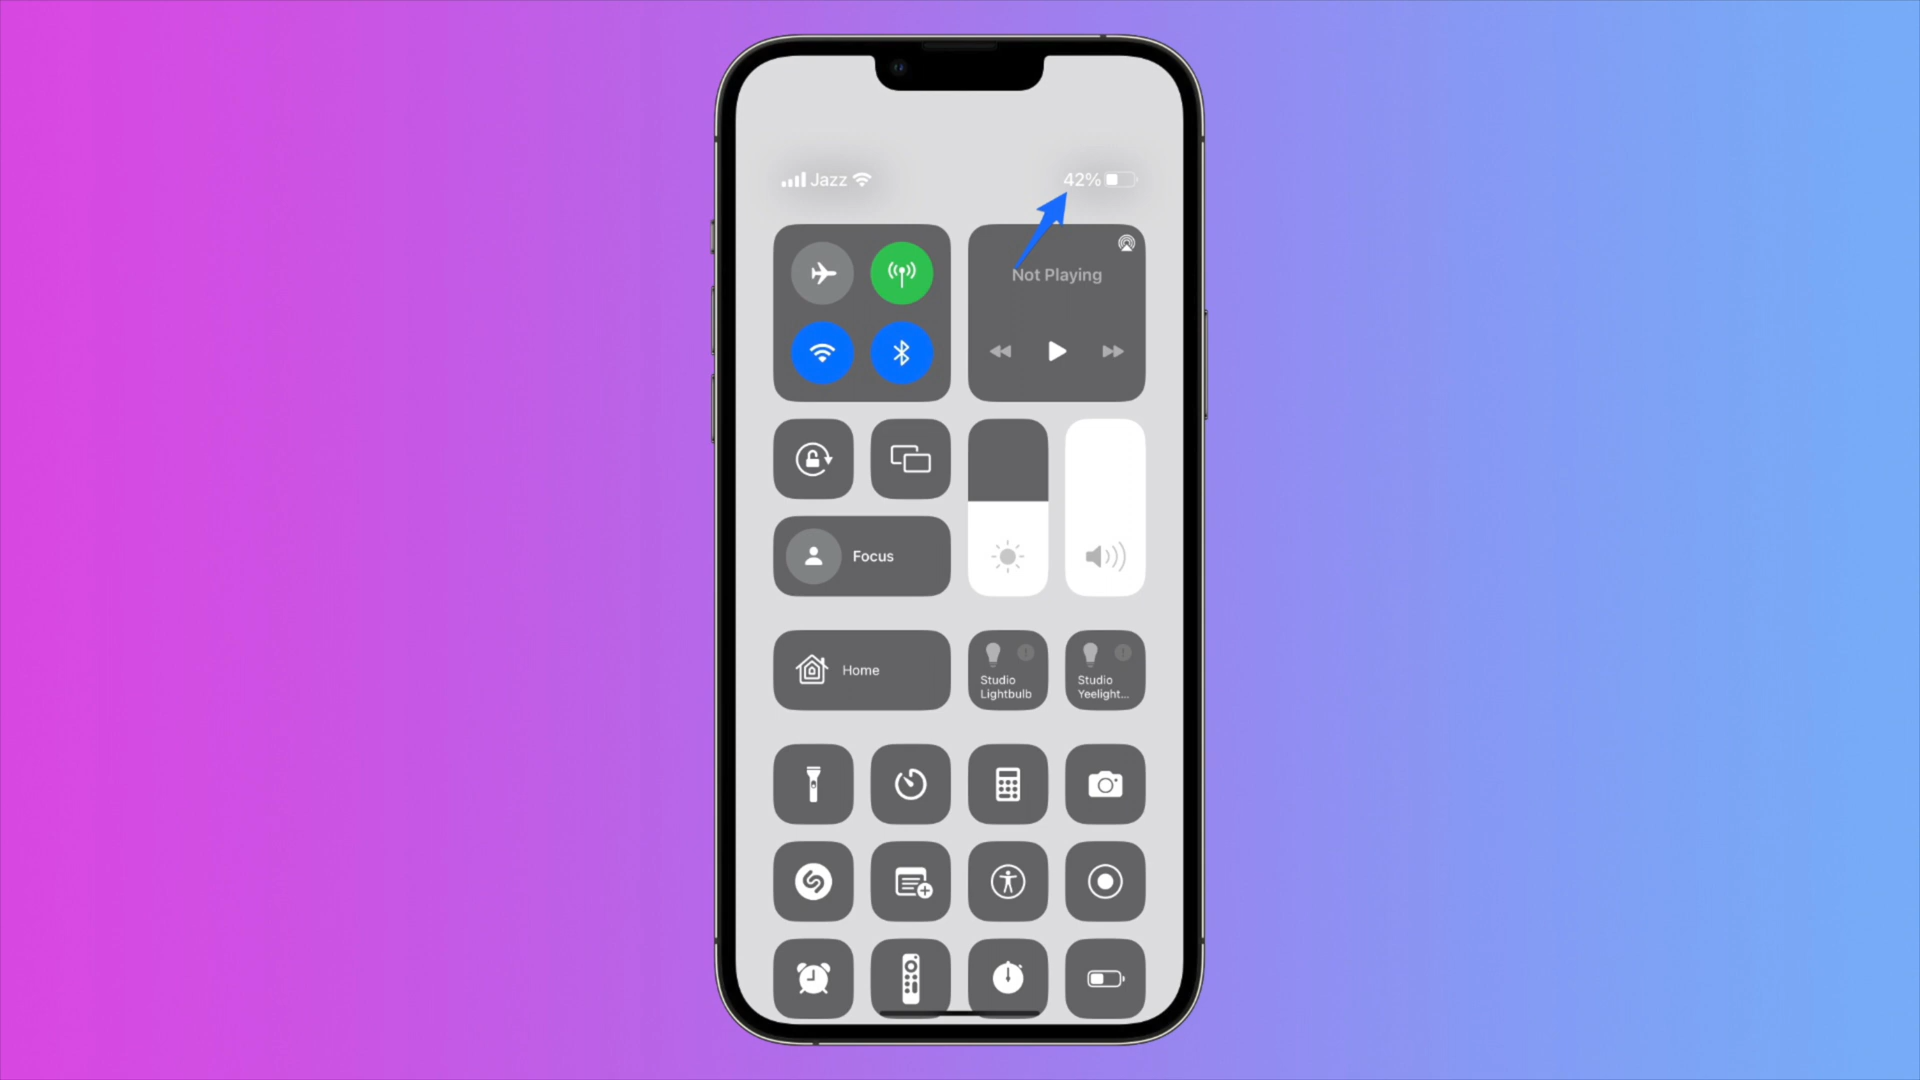 Jazz
42%
Not Playing
Focus
Home
Studio
Lightbulb
Studio
Yeelight...